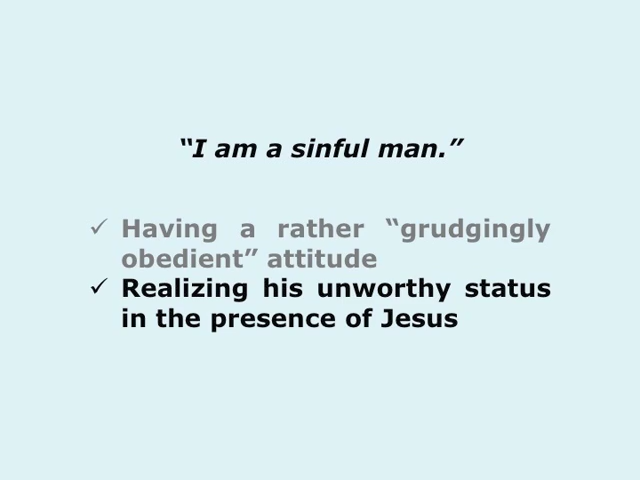 “I am a sinful man.”
✓ Having a rather “grudgingly
obedient” attitude
✓ Realizing his unworthy status
in the presence of Jesus